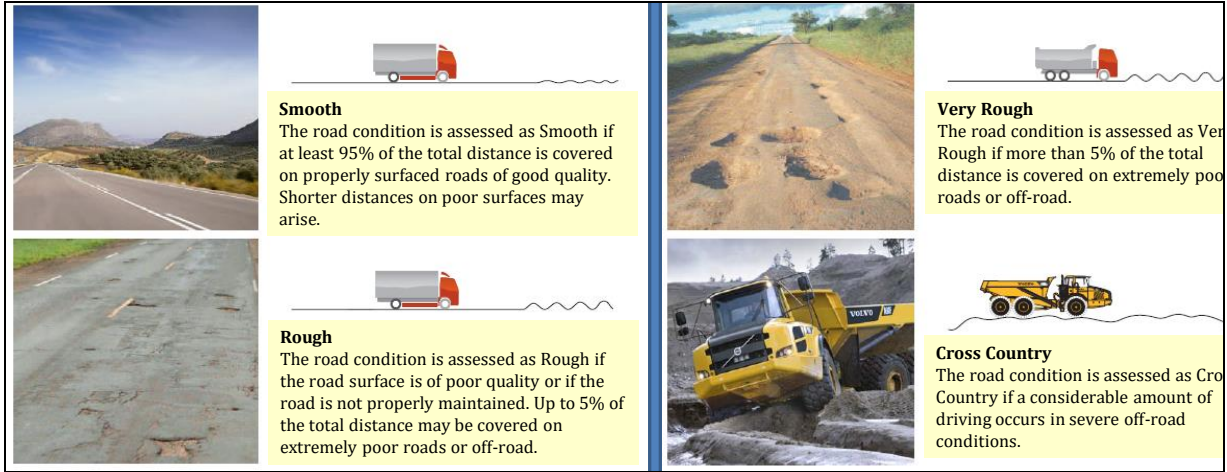 Smooth
The road condition is assessed as Smooth if
at least 95% of the total distance is covered
on properly surfaced roads of good quality.
Shorter distances on poor surfaces may
arise.
Rough
The road condition is assessed as Rough if
the road surface is of poor quality or if the
road is not properly maintained. Up to 5% of
the total distance may be covered on
extremely poor roads or off-road.
Very Rough
The road condition is assessed as Ver
Rough if more than 5% of the total
distance is covered on extremely poo
roads or off-road.
VOLVO
Cross Country
The road condition is assessed as Cro
Country if a considerable amount of
driving occurs in severe off-road
conditions.